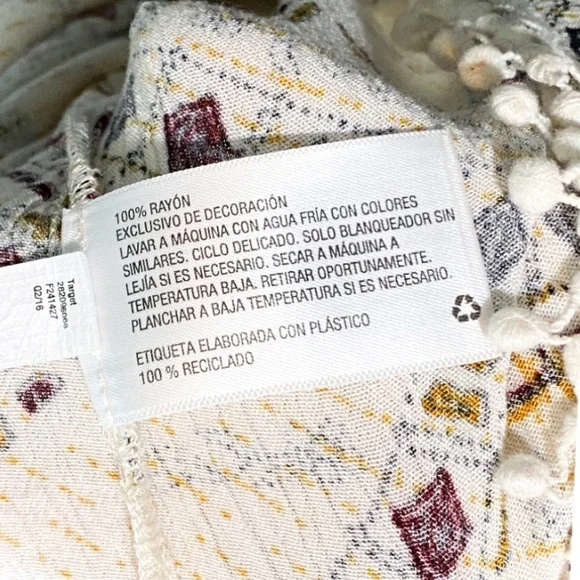 100% RAYÓN
EXCLUSIVO DE DECORACIÓN
LAVAR A MÁQUINA CON AGUA FRÍA CON COLORES
SIMILARES. CICLO DELICADO. SOLO BLANQUEADOR SIN
LEJÍA SI ES NECESARIO. SECAR A MÁQUINA A
TEMPERATURA BAJA. RETIRAR OPORTUNAMENTE.
PLANCHAR A BAJA TEMPERATURA SI ES NECESARIO.
ETIQUETA ELABORADA CON PLÁSTICO
100 % RECICLADO
Target
F241427
02/16